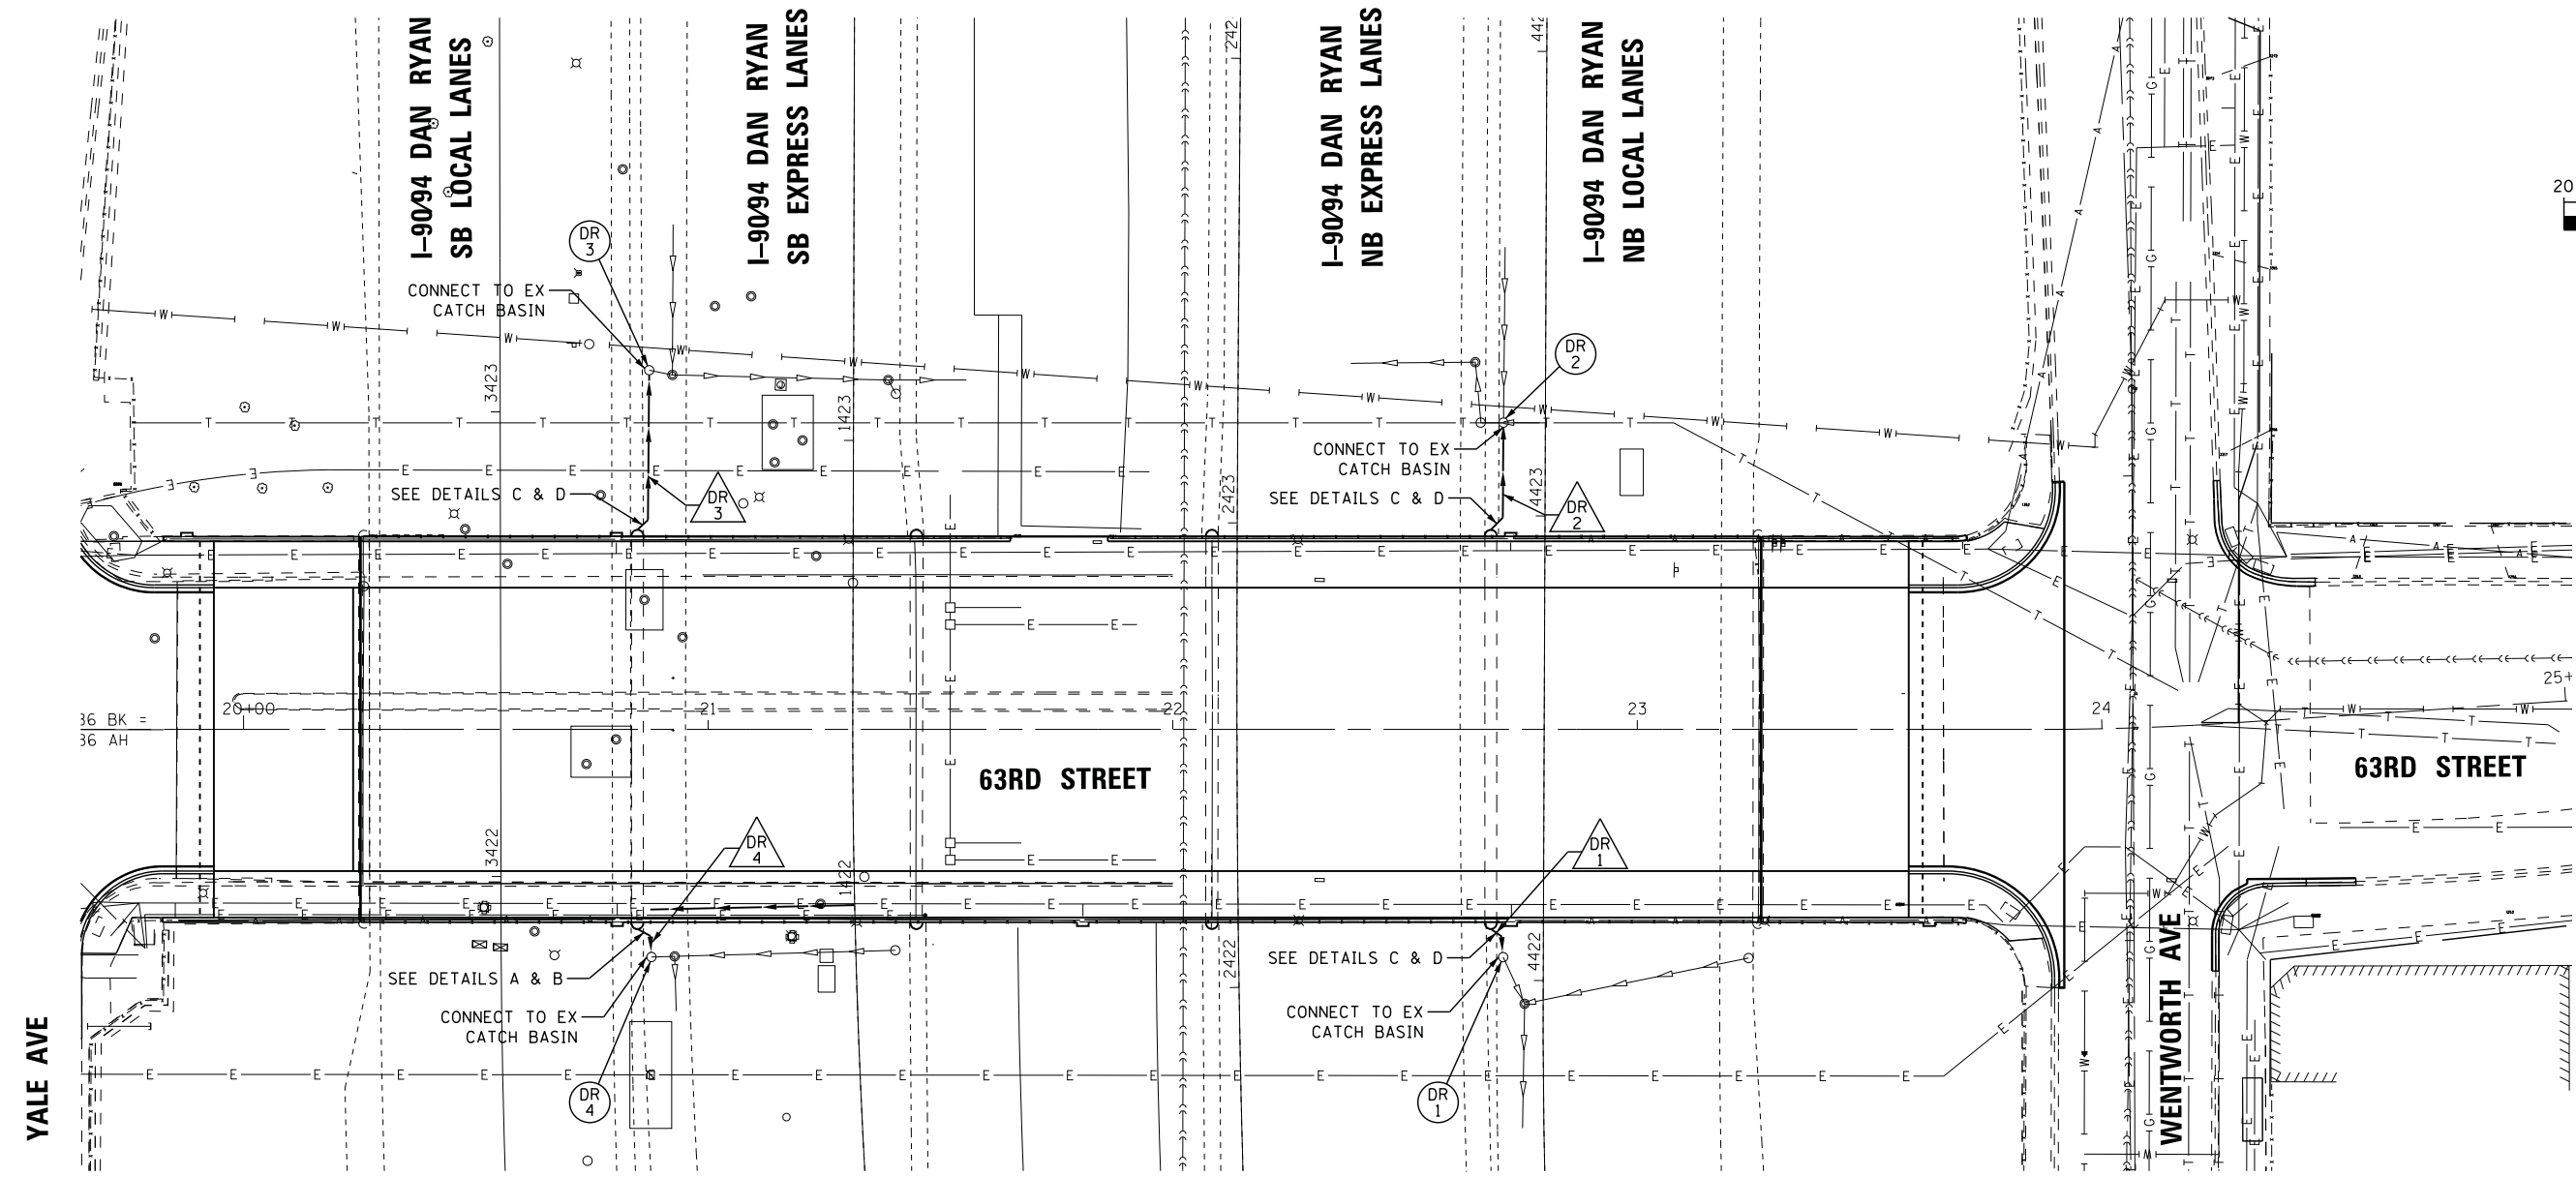 I-90/94 DAN RYAN
SB LOCAL LANES
I-90/94 DAN RYAN
SB EXPRESS LANES
I-90/94 DAN RYAN
NB EXPRESS LANES
I-90/94 DAN RYAN
NB LOCAL LANES
242
442
20
DR
3
CONNECT TO EX
CATCH BASIN
DR
2
3423
1423
CONNECT TO EX
CATCH BASIN
SEE DETAILS C & D
DR
3
2423
SEE DETAILS C & D
4423
DR
2
36 BK =
36 AH
20+00
21
22
23
24
25+
63RD STREET
63RD STREET
3422
DR
4
1422
DR
1
SEE DETAILS A & B
2422
SEE DETAILS C & D
4422
CONNECT TO EX
CATCH BASIN
CONNECT TO EX
CATCH BASIN
DR
4
DR
1
YALE AVE
WENTWORTH AVE